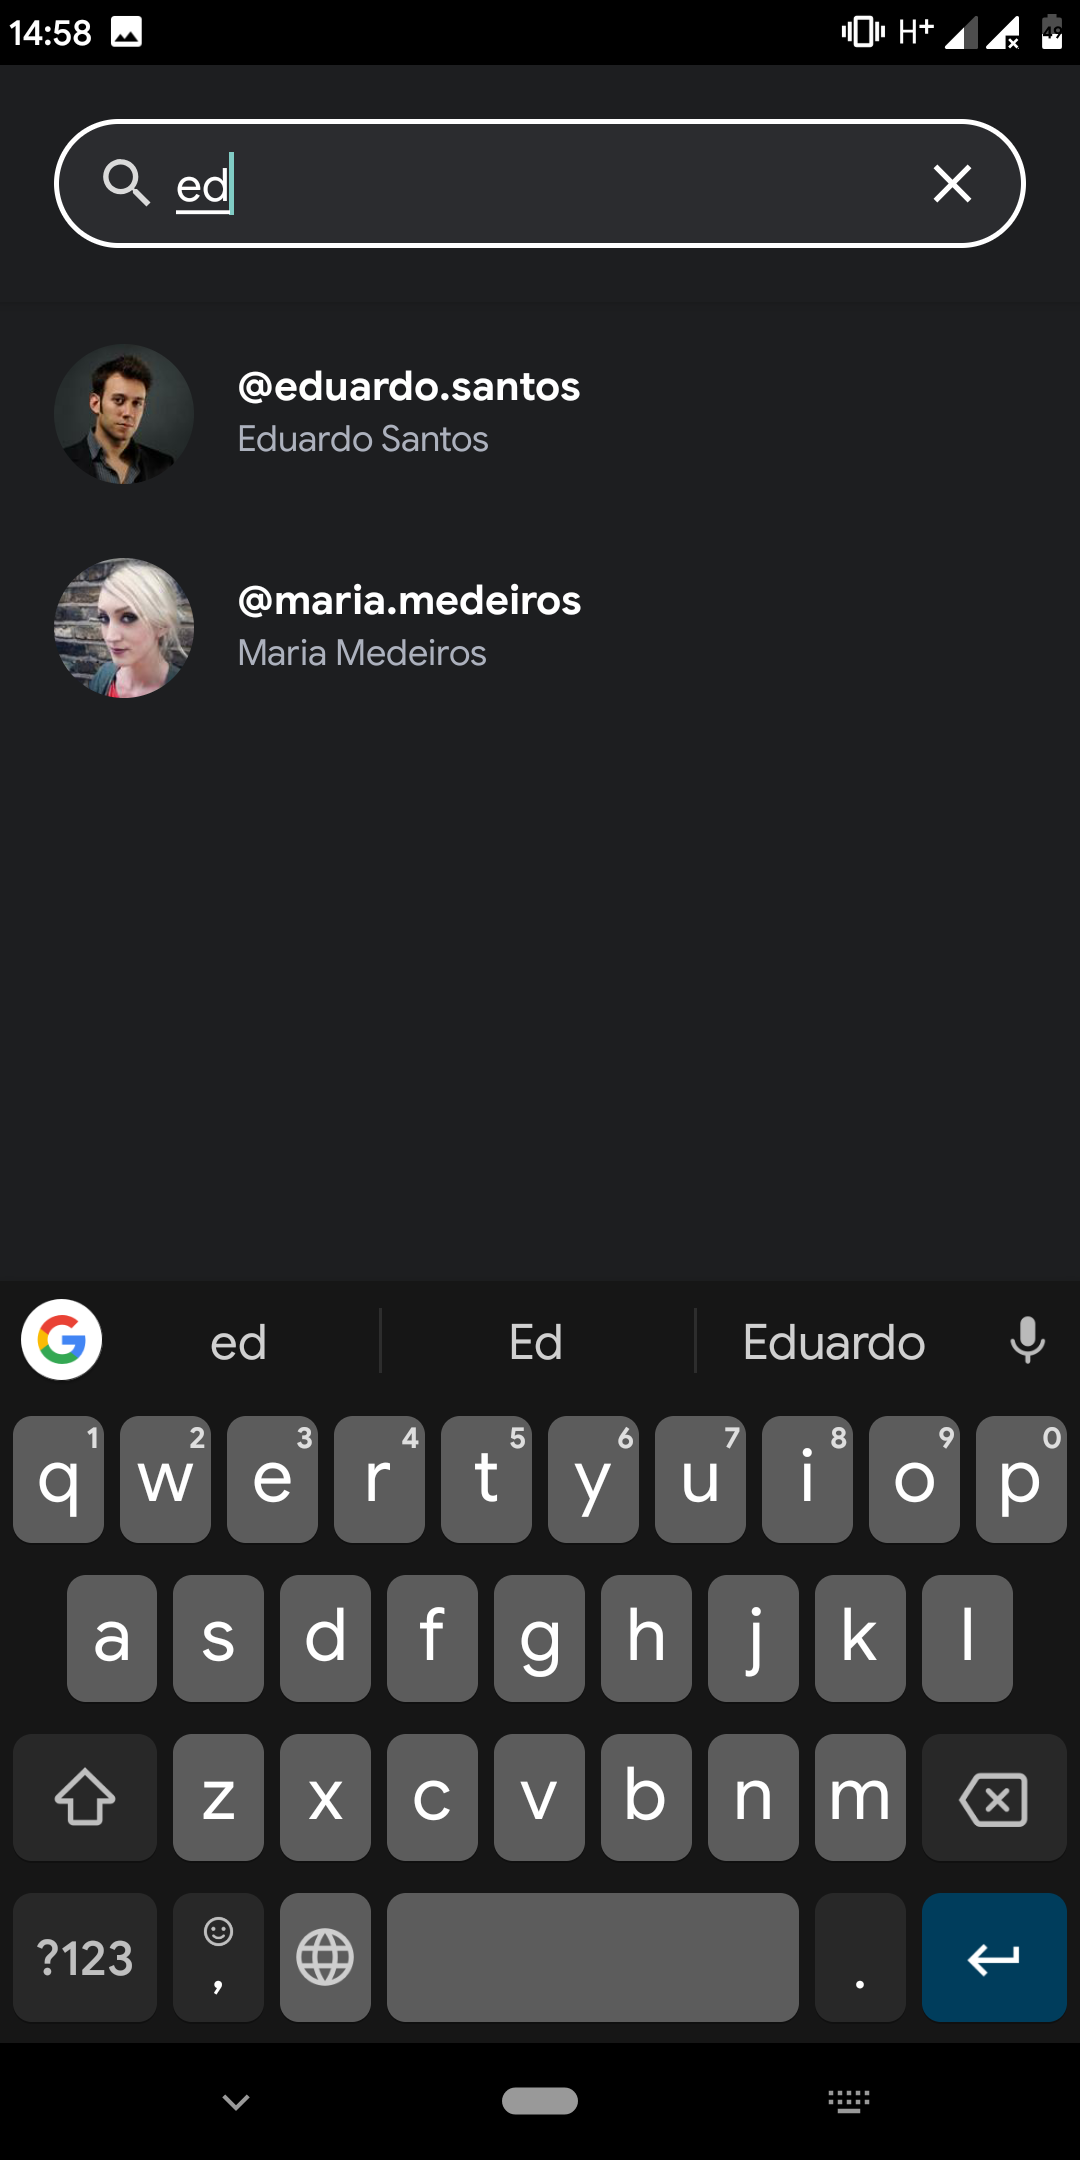 14:58 H+ 49
ed
@eduardo.santos
Eduardo Santos
@maria.medeiros
Maria Medeiros
ed Ed Eduardo
1 2 3 4 5 6 7 8 9 0
q w e r t y u i o p
a s d f g h j k l
z x c v b n m
?123 , .